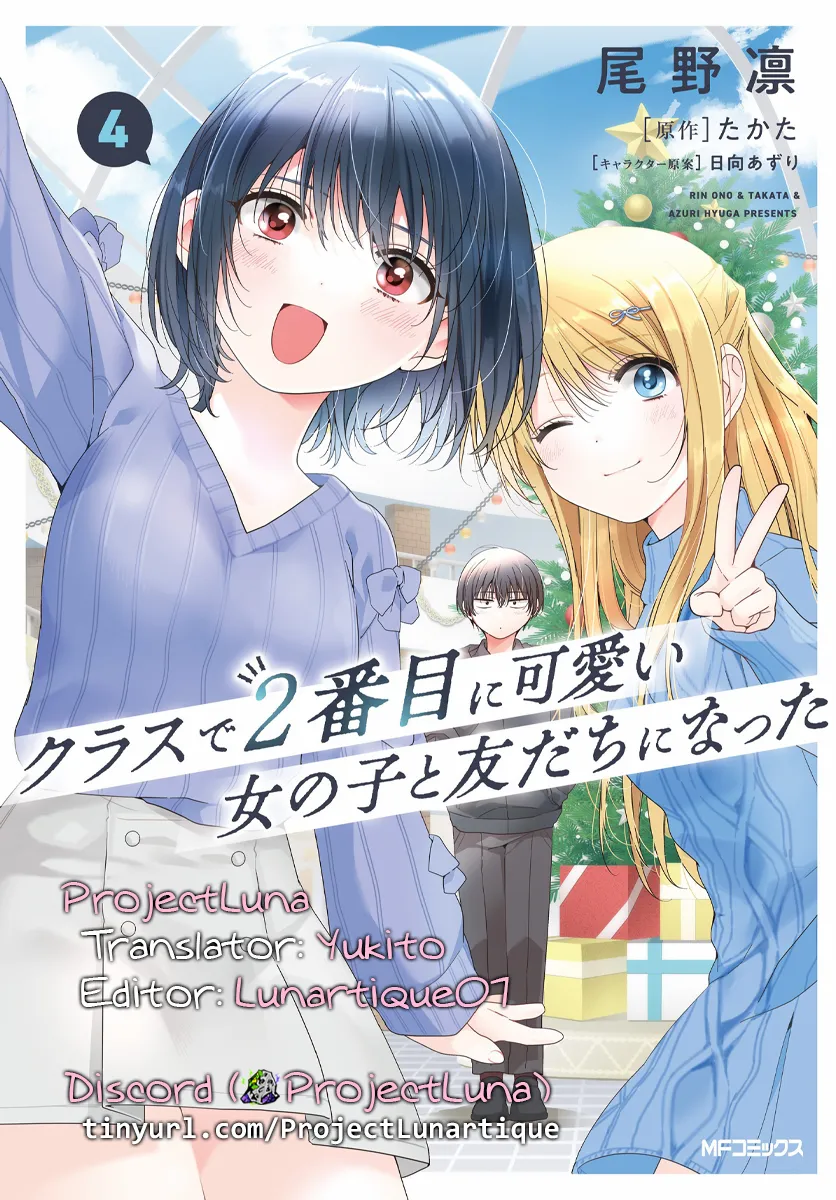 4
尾野凛
[原作]たかた
[キャラクター原案]日向あずり
RIN ONO & TAKATA &
AZURI HYUGA PRESENTS
クラスで2番目に可愛い
女の子と友だちになった
ProjectLuna
Translator: Yukito
Editor: Lunartique01
Discord (ProjectLuna)
tinyurl.com/ProjectLunartique
MFコミックス